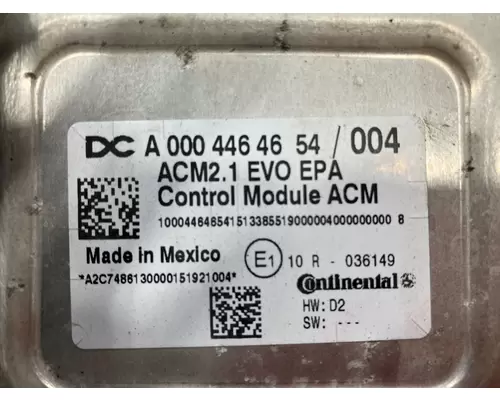 DC A 000 446 46 54 / 004
ACM2.1 EVO EPA
Control Module ACM
10004464654151338551900000400000000 8
Made in Mexico
E1 10 R - 036149
*A2C7486130000151921004*
Continental
HW: D2
SW: ---